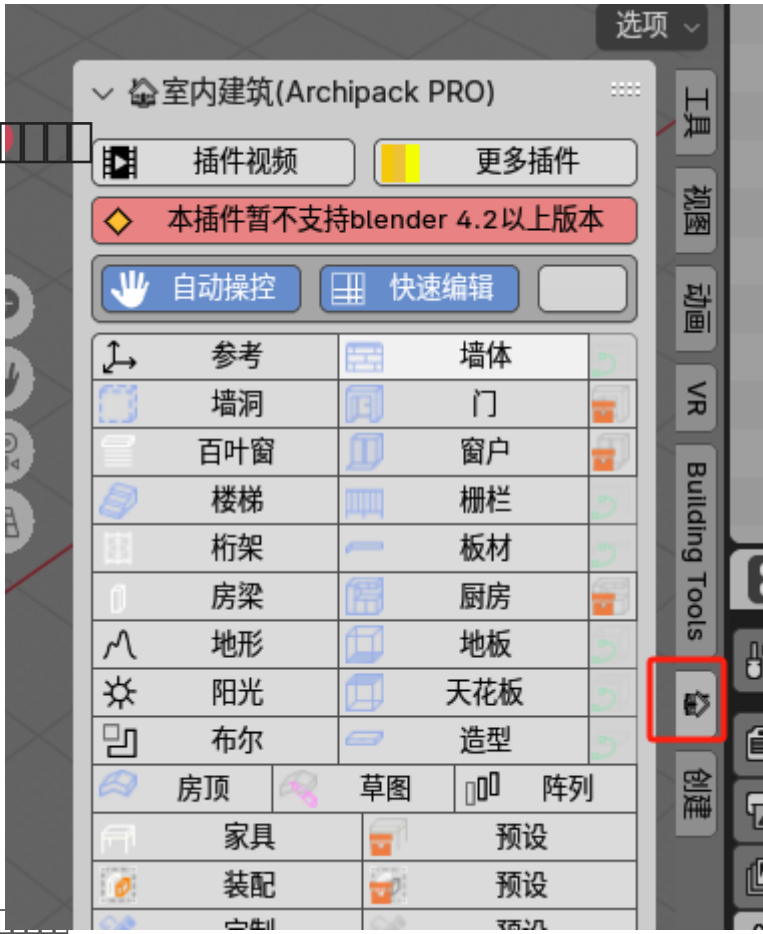 选项
室内建筑(Archipack PRO)
插件视频 更多插件
本插件暂不支持blender 4.2以上版本
自动操控 快速编辑
参考 墙体
墙洞 门
百叶窗 窗户
楼梯 栅栏
桁架 板材
房梁 厨房
地形 地板
阳光 天花板
布尔 造型
房顶 草图 阵列
家具 预设
装配 预设
定制 预设
工具
视图
动画
VR
Building Tools
创建